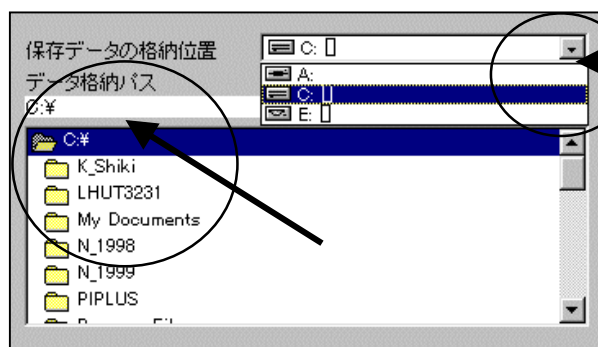 保存データの格納位置
C: []
A:
C: []
E: []
データ格納パス
C:¥
C:¥
K_Shiki
LHUT3231
My Documents
N_1998
N_1999
PIPLUS